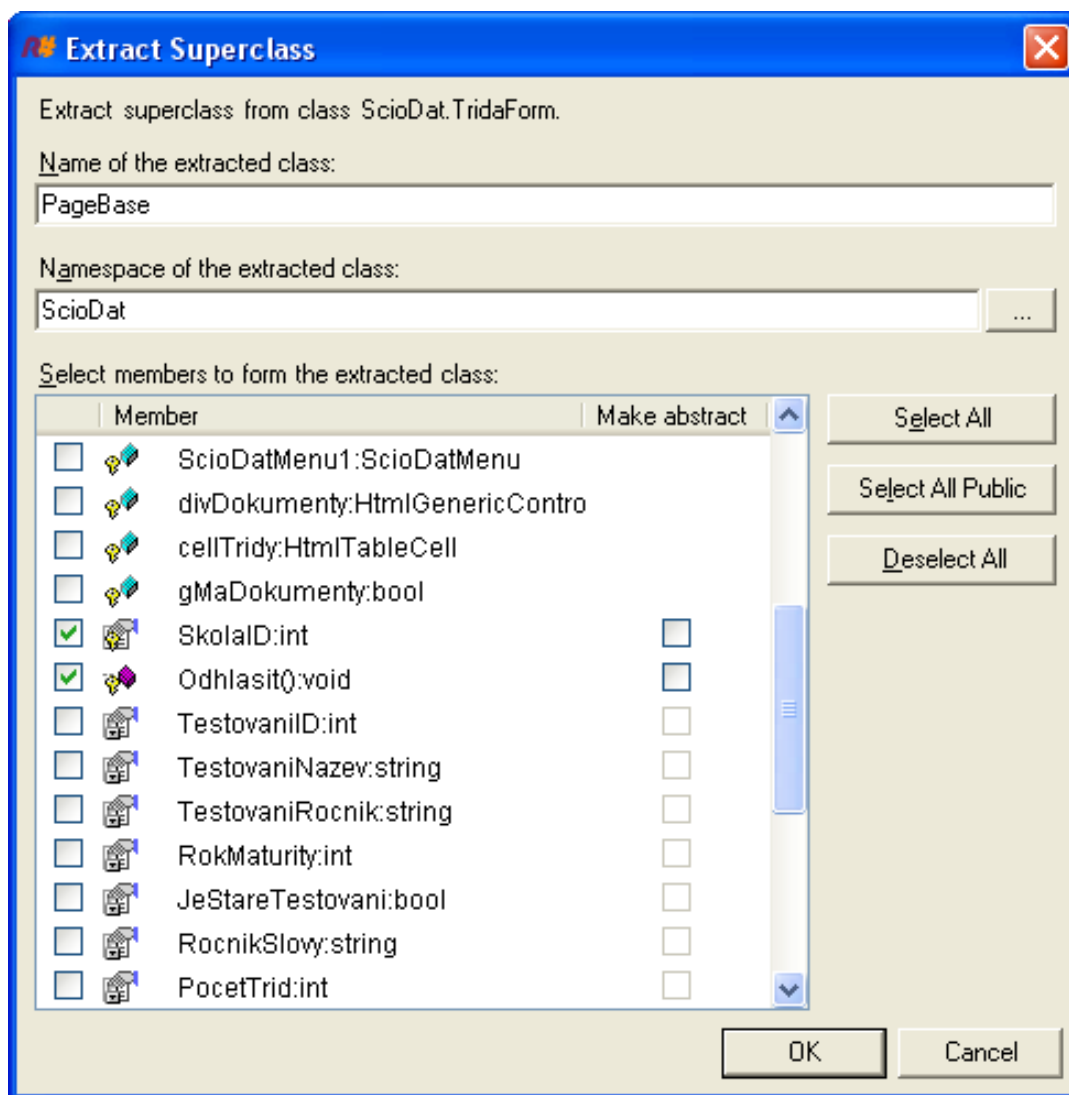 R# Extract Superclass
Extract superclass from class ScioDat.TridaForm.
Name of the extracted class:
PageBase
Namespace of the extracted class:
ScioDat
...
Select members to form the extracted class:
Member Make abstract
ScioDatMenu1:ScioDatMenu
divDokumenty:HtmlGenericContro
cellTridy:HtmlTableCell
gMaDokumenty:bool
SkolaID:int
Odhlasit():void
TestovaniID:int
TestovaniNazev:string
TestovaniRocnik:string
RokMaturity:int
JeStareTestovani:bool
RocnikSlovy:string
PocetTrid:int
Select All
Select All Public
Deselect All
OK Cancel